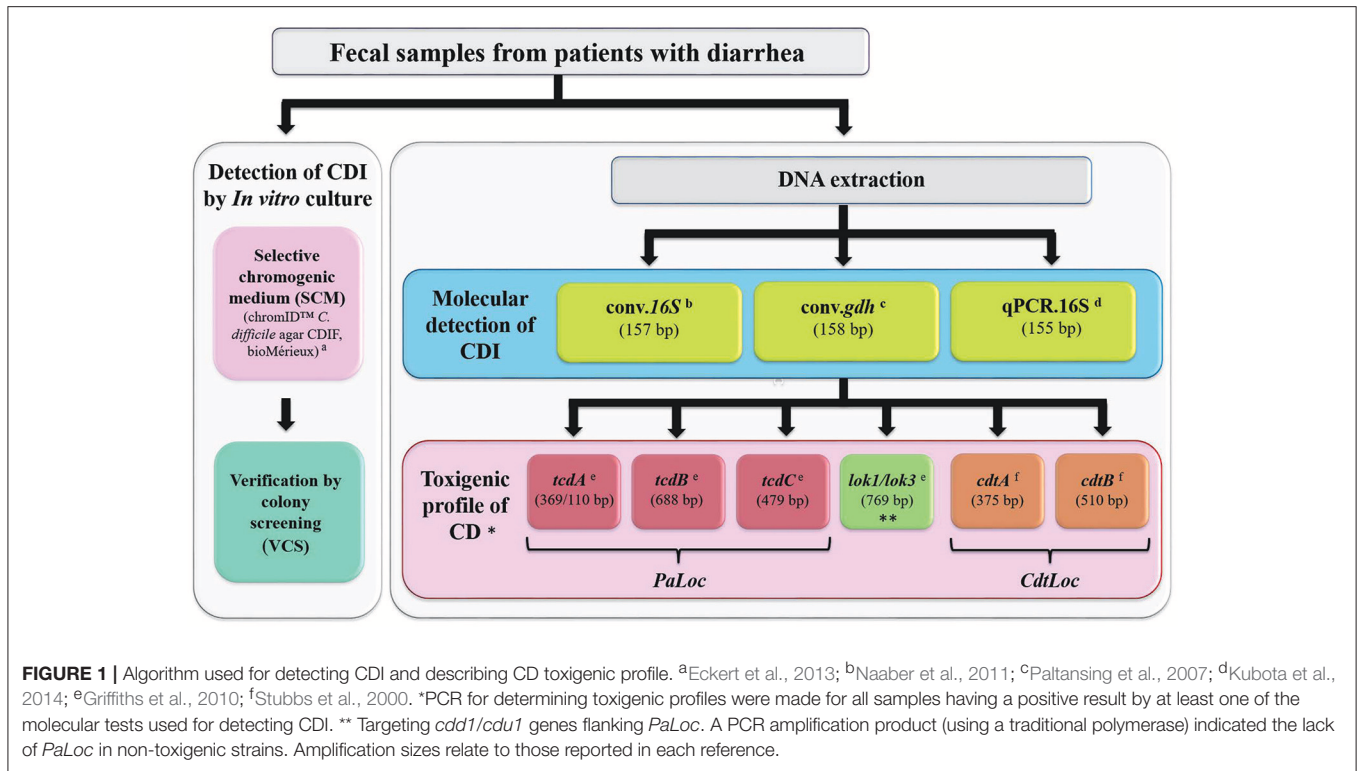 Fecal samples from patients with diarrhea
Detection of CDI
by In vitro culture
Selective
chromogenic
medium (SCM)
(chromID™ C.
difficile agar CDIF,
bioMérieux) a
Verification by
colony
screening
(VCS)
DNA extraction
Molecular
detection of
CDI
conv.16S b
(157 bp)
conv.gdh c
(158 bp)
qPCR.16S d
(155 bp)
Toxigenic
profile of
CD *
tcdA e
(369/110 bp)
tcdB e
(688 bp)
tcdC e
(479 bp)
lok1/lok3 e
(769 bp)
**
cdtA f
(375 bp)
cdtB f
(510 bp)
PaLoc
CdtLoc
FIGURE 1 | Algorithm used for detecting CDI and describing CD toxigenic profile. aEckert et al., 2013; bNaaber et al., 2011; cPaltansing et al., 2007; dKubota et al.,
2014; eGriffiths et al., 2010; fStubbs et al., 2000. *PCR for determining toxigenic profiles were made for all samples having a positive result by at least one of the
molecular tests used for detecting CDI. ** Targeting cdd1/cdu1 genes flanking PaLoc. A PCR amplification product (using a traditional polymerase) indicated the lack
of PaLoc in non-toxigenic strains. Amplification sizes relate to those reported in each reference.